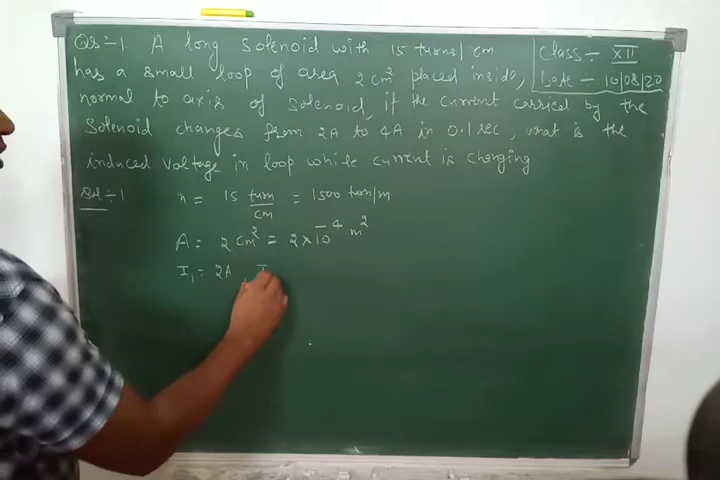 Qs:-1. A long solenoid with 15 turns/cm
has a small loop of area 2 cm² placed inside,
normal to axis of solenoid, if the current carried by the
solenoid changes from 2A to 4A in 0.1 sec, what is the
induced voltage in loop while current is changing
Class ÷ XII
Date - 10/08/20
Sol ÷ 1
n = 15 turn/cm = 1500 turn/m
A = 2 cm² = 2 × 10⁻⁴ m²
I₁ = 2A, I